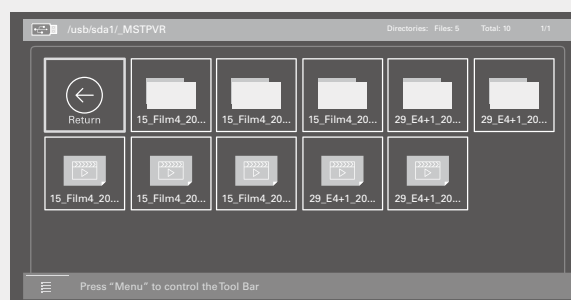 /usb/sda1/_MSTPVR Directories: Files: 5 Total: 10 1/1
Return 15_Film4_20... 15_Film4_20... 15_Film4_20... 29_E4+1_20... 29_E4+1_20...
15_Film4_20... 15_Film4_20... 15_Film4_20... 29_E4+1_20... 29_E4+1_20...
Press "Menu" to control the Tool Bar